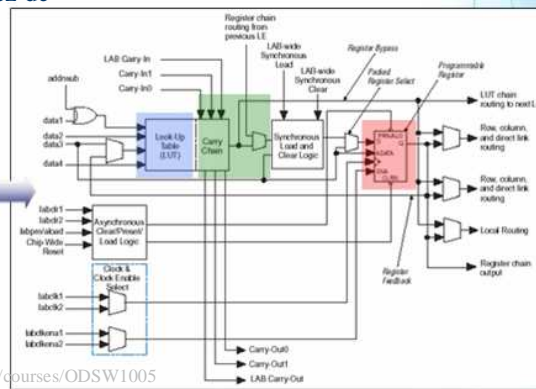 Register chain
routing from
previous LE
LAB Carry-In
Carry-In1
Carry-In0
LAB-wide
Synchronous
Load
LAB-wide
Synchronous
Clear
Register Bypass
Packed
Register Select
Programmable
Register
addnsub
data1
data2
data3
data4
Look-Up
Table
(LUT)
Carry
Chain
Synchronous
Load and
Clear Logic
LUT chain
routing to next L
Row, column,
and direct link
routing
Row, column,
and direct link
routing
Local Routing
Register chain
output
Register
Feedback
labclr1
labclr2
labpre/aload
Chip-Wide
Reset
Asynchronous
Clear/Preset/
Load Logic
Clock &
Clock Enable
Select
labclk1
labclk2
labclkena1
labclkena2
Carry-Out0
Carry-Out1
LAB Carry-Out
/courses/ODSW1005